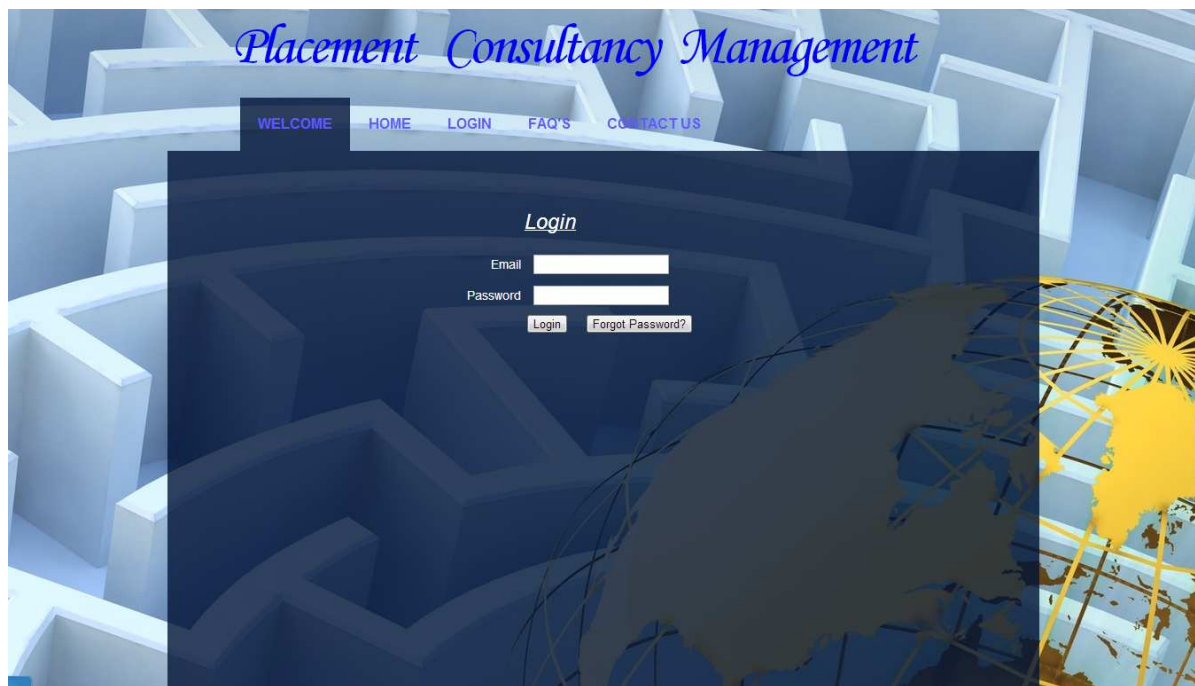 Placement Consultancy Management
WELCOME HOME LOGIN FAQ'S CONTACT US
Login
Email
Password
Login Forgot Password?